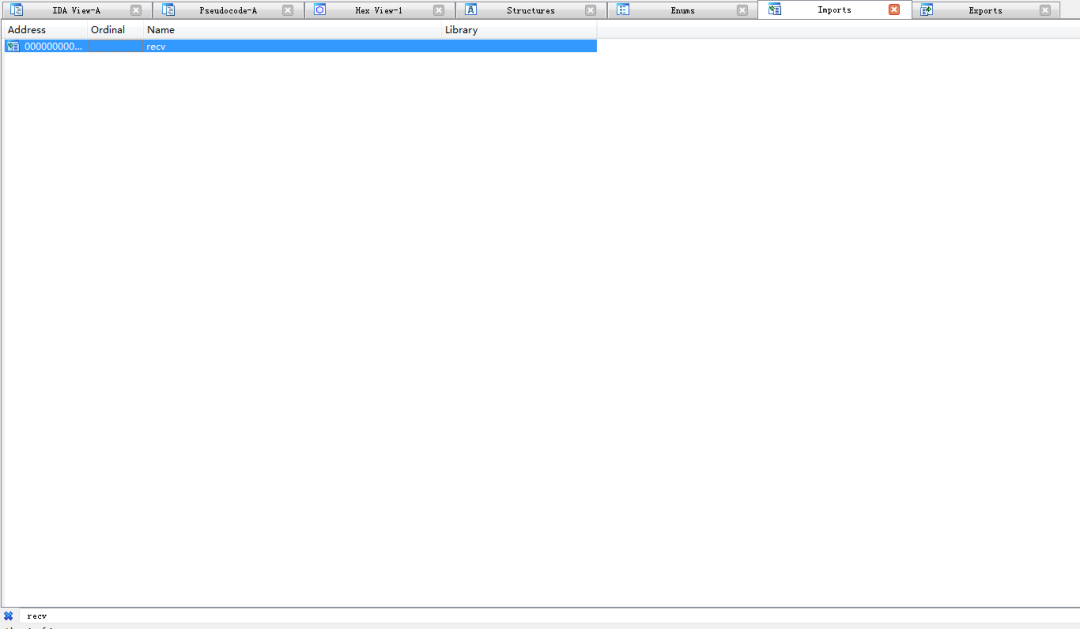 IDA View-A Pseudocode-A Hex View-1 Structures Enums Imports Exports
Address Ordinal Name Library
000000000... recv
recv